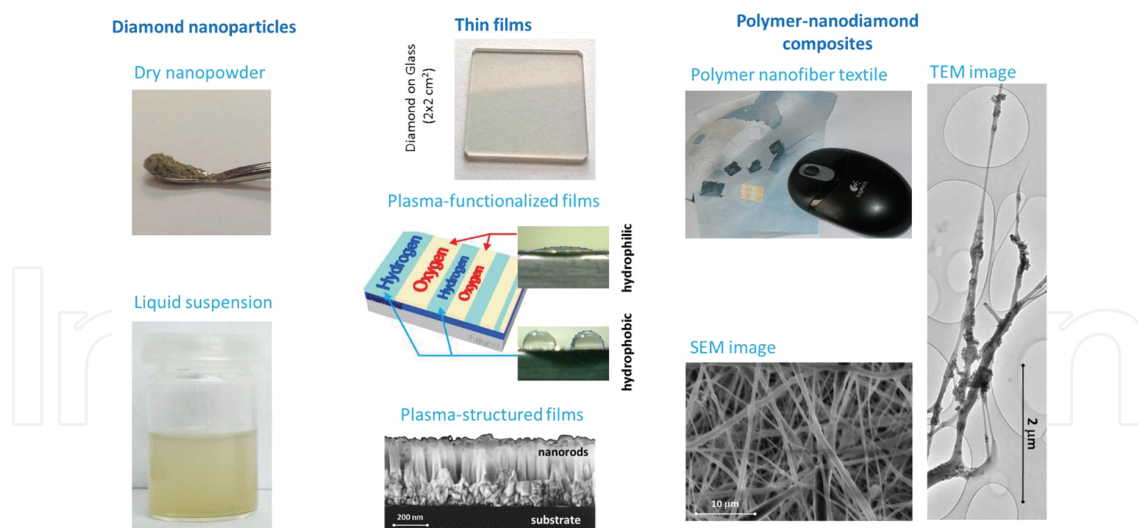 Diamond nanoparticles
Dry nanopowder
Liquid suspension
Thin films
Diamond on Glass
(2x2 cm²)
Plasma-functionalized films
Hydrogen
Oxygen
Hydrogen
Oxygen
hydrophilic
hydrophobic
Plasma-structured films
nanorods
200 nm
substrate
Polymer-nanodiamond
composites
Polymer nanofiber textile
Logitech
SEM image
10 µm
TEM image
2 µm